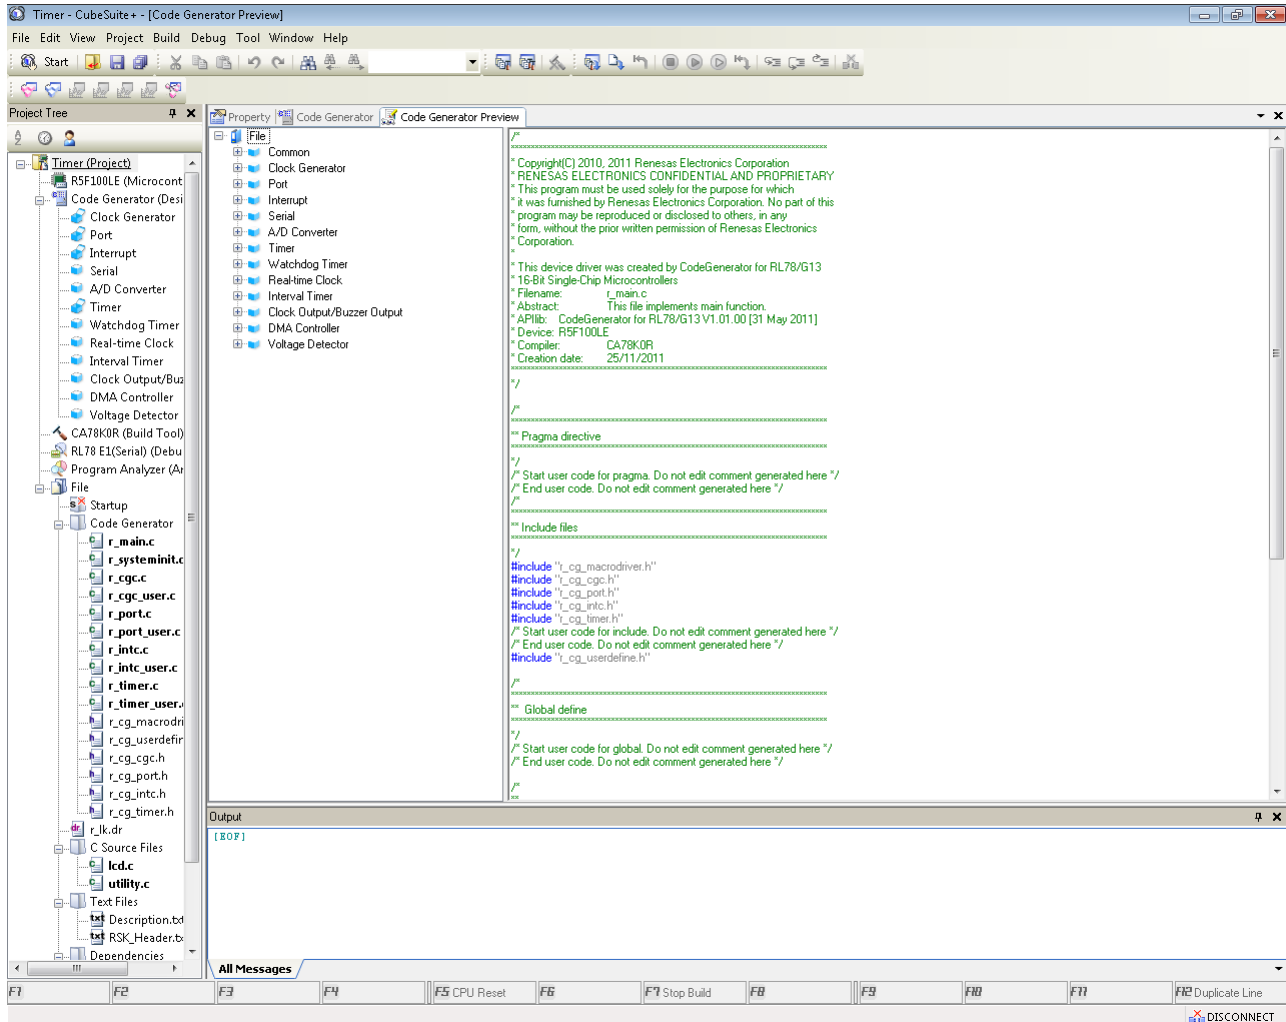 Timer - CubeSuite+ - [Code Generator Preview]
File Edit View Project Build Debug Tool Window Help
Start
Project Tree
Property Code Generator Code Generator Preview
Timer (Project)
R5F100LE (Microcont
Code Generator (Desi
Clock Generator
Port
Interrupt
Serial
A/D Converter
Timer
Watchdog Timer
Real-time Clock
Interval Timer
Clock Output/Buz
DMA Controller
Voltage Detector
CA78K0R (Build Tool)
RL78 E1(Serial) (Debu
Program Analyzer (An
File
Startup
Code Generator
r_main.c
r_systeminit.c
r_cgc.c
r_cgc_user.c
r_port.c
r_port_user.c
r_intc.c
r_intc_user.c
r_timer.c
r_timer_user.
r_cg_macrodri
r_cg_userdefin
r_cg_cgc.h
r_cg_port.h
r_cg_intc.h
r_cg_timer.h
r_lk.dr
C Source Files
lcd.c
utility.c
Text Files
Description.txt
RSK_Header.tx
Dependencies
File
Common
Clock Generator
Port
Interrupt
Serial
A/D Converter
Timer
Watchdog Timer
Real-time Clock
Interval Timer
Clock Output/Buzzer Output
DMA Controller
Voltage Detector
/*
*******************************************************************************
* Copyright(C) 2010, 2011 Renesas Electronics Corporation
* RENESAS ELECTRONICS CONFIDENTIAL AND PROPRIETARY
* This program must be used solely for the purpose for which
* it was furnished by Renesas Electronics Corporation. No part of this
* program may be reproduced or disclosed to others, in any
* form, without the prior written permission of Renesas Electronics
* Corporation.
*
* This device driver was created by CodeGenerator for RL78/G13
* 16-Bit Single-Chip Microcontrollers
* Filename: r_main.c
* Abstract: This file implements main function.
* APIlib: CodeGenerator for RL78/G13 V1.01.00 [31 May 2011]
* Device: R5F100LE
* Compiler: CA78K0R
* Creation date: 25/11/2011
*******************************************************************************
*/
/*
*******************************************************************************
** Pragma directive
*******************************************************************************
*/
/* Start user code for pragma. Do not edit comment generated here */
/* End user code. Do not edit comment generated here */
/*
*******************************************************************************
** Include files
*******************************************************************************
*/
#include "r_cg_macrodriver.h"
#include "r_cg_cgc.h"
#include "r_cg_port.h"
#include "r_cg_intc.h"
#include "r_cg_timer.h"
/* Start user code for include. Do not edit comment generated here */
/* End user code. Do not edit comment generated here */
#include "r_cg_userdefine.h"
/*
*******************************************************************************
** Global define
*******************************************************************************
*/
/* Start user code for global. Do not edit comment generated here */
/* End user code. Do not edit comment generated here */
/*
**
Output
[EOF]
All Messages
F1 F2 F3 F4 F5 CPU Reset F6 F7 Stop Build F8 F9 F10 F11 F12 Duplicate Line
DISCONNECT